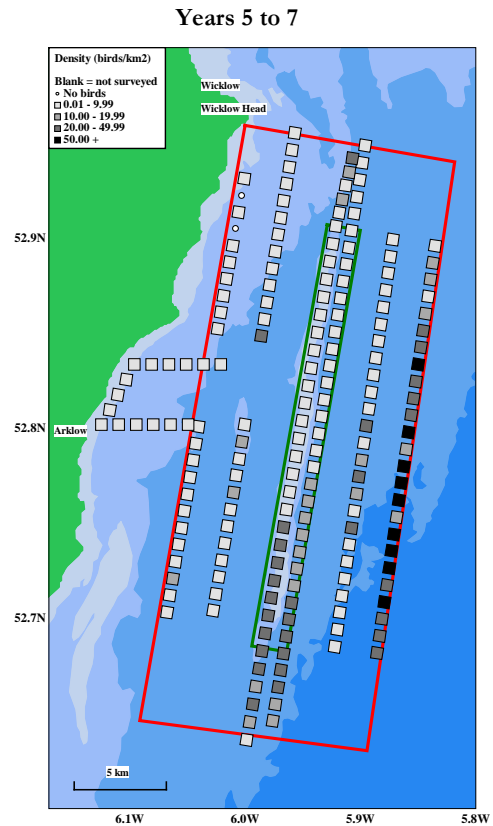 Years 5 to 7
Density (birds/km2)
Blank = not surveyed
No birds
0.01 - 9.99
10.00 - 19.99
20.00 - 49.99
50.00 +
Wicklow
Wicklow Head
52.9N
52.8N
Arklow
52.7N
5 km
6.1W
6.0W
5.9W
5.8W